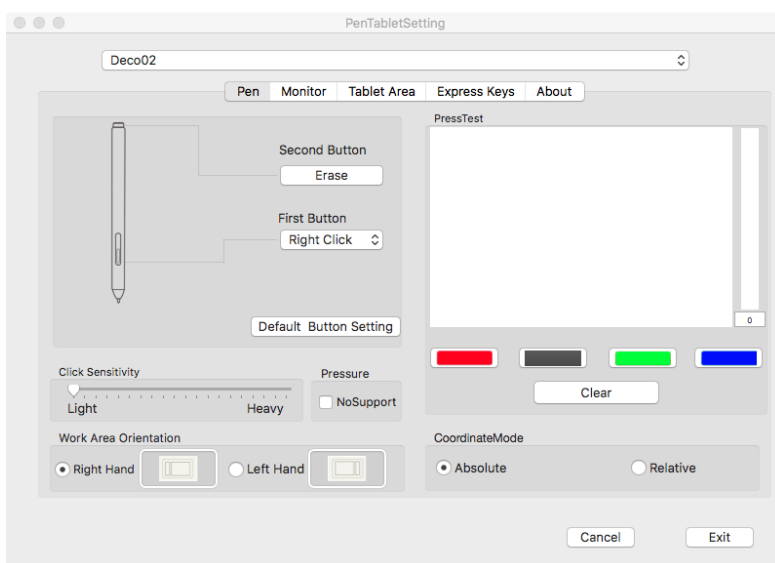 PenTabletSetting
Deco02
Pen Monitor Tablet Area Express Keys About
Second Button
Erase
First Button
Right Click
Default Button Setting
PressTest
0
Clear
Click Sensitivity
Light Heavy
Pressure
NoSupport
Work Area Orientation
Right Hand Left Hand
CoordinateMode
Absolute Relative
Cancel Exit